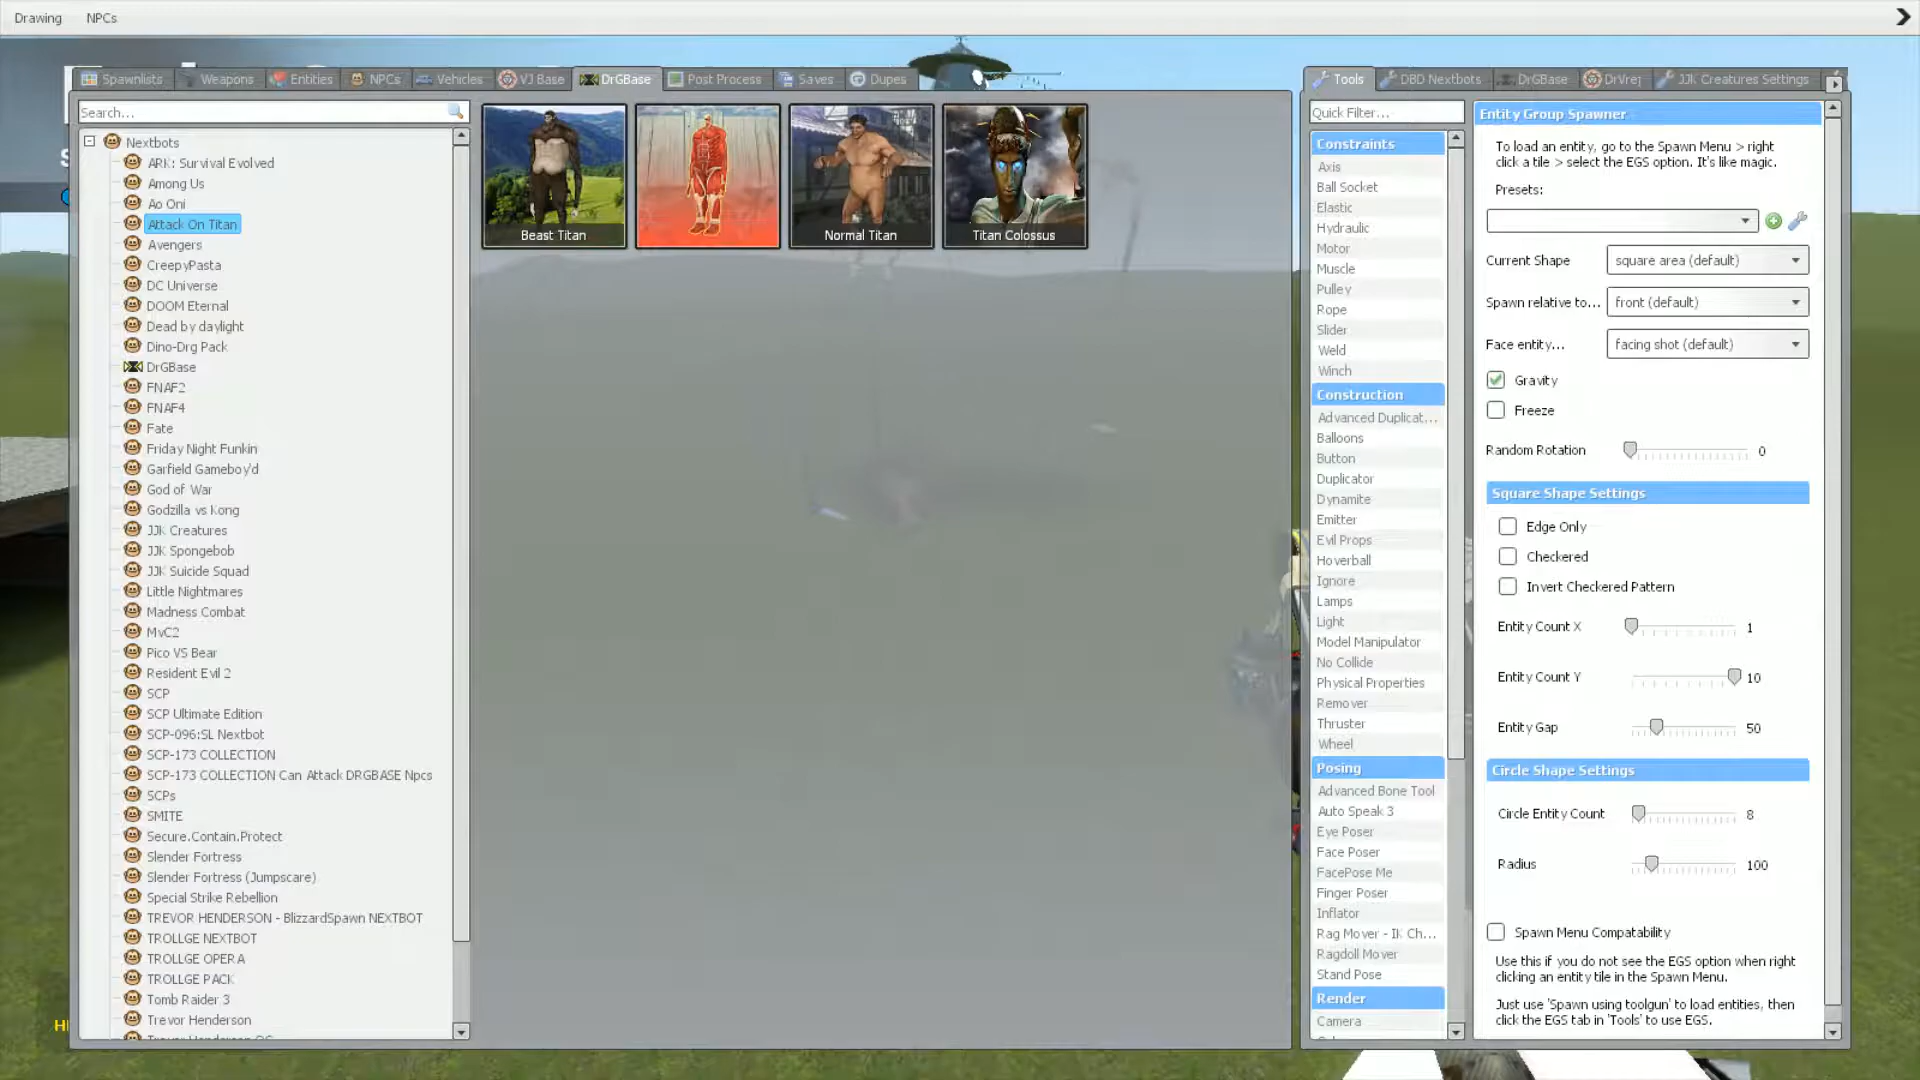 Drawing NPCs
Spawnlists Weapons Entities NPCs Vehicles VJ Base DrGBase Post Process Saves Dupes
Search...
Nextbots
ARK: Survival Evolved
Among Us
Ao Oni
Attack On Titan
Avengers
CreepyPasta
DC Universe
DOOM Eternal
Dead by daylight
Dino-Drg Pack
DrGBase
FNAF2
FNAF4
Fate
Friday Night Funkin
Garfield Gameboy'd
God of War
Godzilla vs Kong
JJK Creatures
JJK Spongebob
JJK Suicide Squad
Little Nightmares
Madness Combat
MvC2
Pico VS Bear
Resident Evil 2
SCP
SCP Ultimate Edition
SCP-096:SL Nextbot
SCP-173 COLLECTION
SCP-173 COLLECTION Can Attack DRGBASE Npcs
SCPs
SMITE
Secure.Contain.Protect
Slender Fortress
Slender Fortress (Jumpscare)
Special Strike Rebellion
TREVOR HENDERSON - BlizzardSpawn NEXTBOT
TROLLGE NEXTBOT
TROLLGE OPERA
TROLLGE PACK
Tomb Raider 3
Trevor Henderson
Beast Titan
Normal Titan
Titan Colossus
Tools DBD Nextbots DrGBase DrVrej JJK Creatures Settings
Quick Filter...
Constraints
Axis
Ball Socket
Elastic
Hydraulic
Motor
Muscle
Pulley
Rope
Slider
Weld
Winch
Construction
Advanced Duplicat...
Balloons
Button
Duplicator
Dynamite
Emitter
Evil Props
Hoverball
Ignore
Lamps
Light
Model Manipulator
No Collide
Physical Properties
Remover
Thruster
Wheel
Posing
Advanced Bone Tool
Auto Speak 3
Eye Poser
Face Poser
FacePose Me
Finger Poser
Inflator
Rag Mover - IK Ch...
Ragdoll Mover
Stand Pose
Render
Camera
Entity Group Spawner
To load an entity, go to the Spawn Menu > right
click a tile > select the EGS option. It's like magic.
Presets:
Current Shape square area (default)
Spawn relative to... front (default)
Face entity... facing shot (default)
Gravity
Freeze
Random Rotation 0
Square Shape Settings
Edge Only
Checkered
Invert Checkered Pattern
Entity Count X 1
Entity Count Y 10
Entity Gap 50
Circle Shape Settings
Circle Entity Count 8
Radius 100
Spawn Menu Compatability
Use this if you do not see the EGS option when right
clicking an entity tile in the Spawn Menu.
Just use 'Spawn using toolgun' to load entities, then
click the EGS tab in 'Tools' to use EGS.